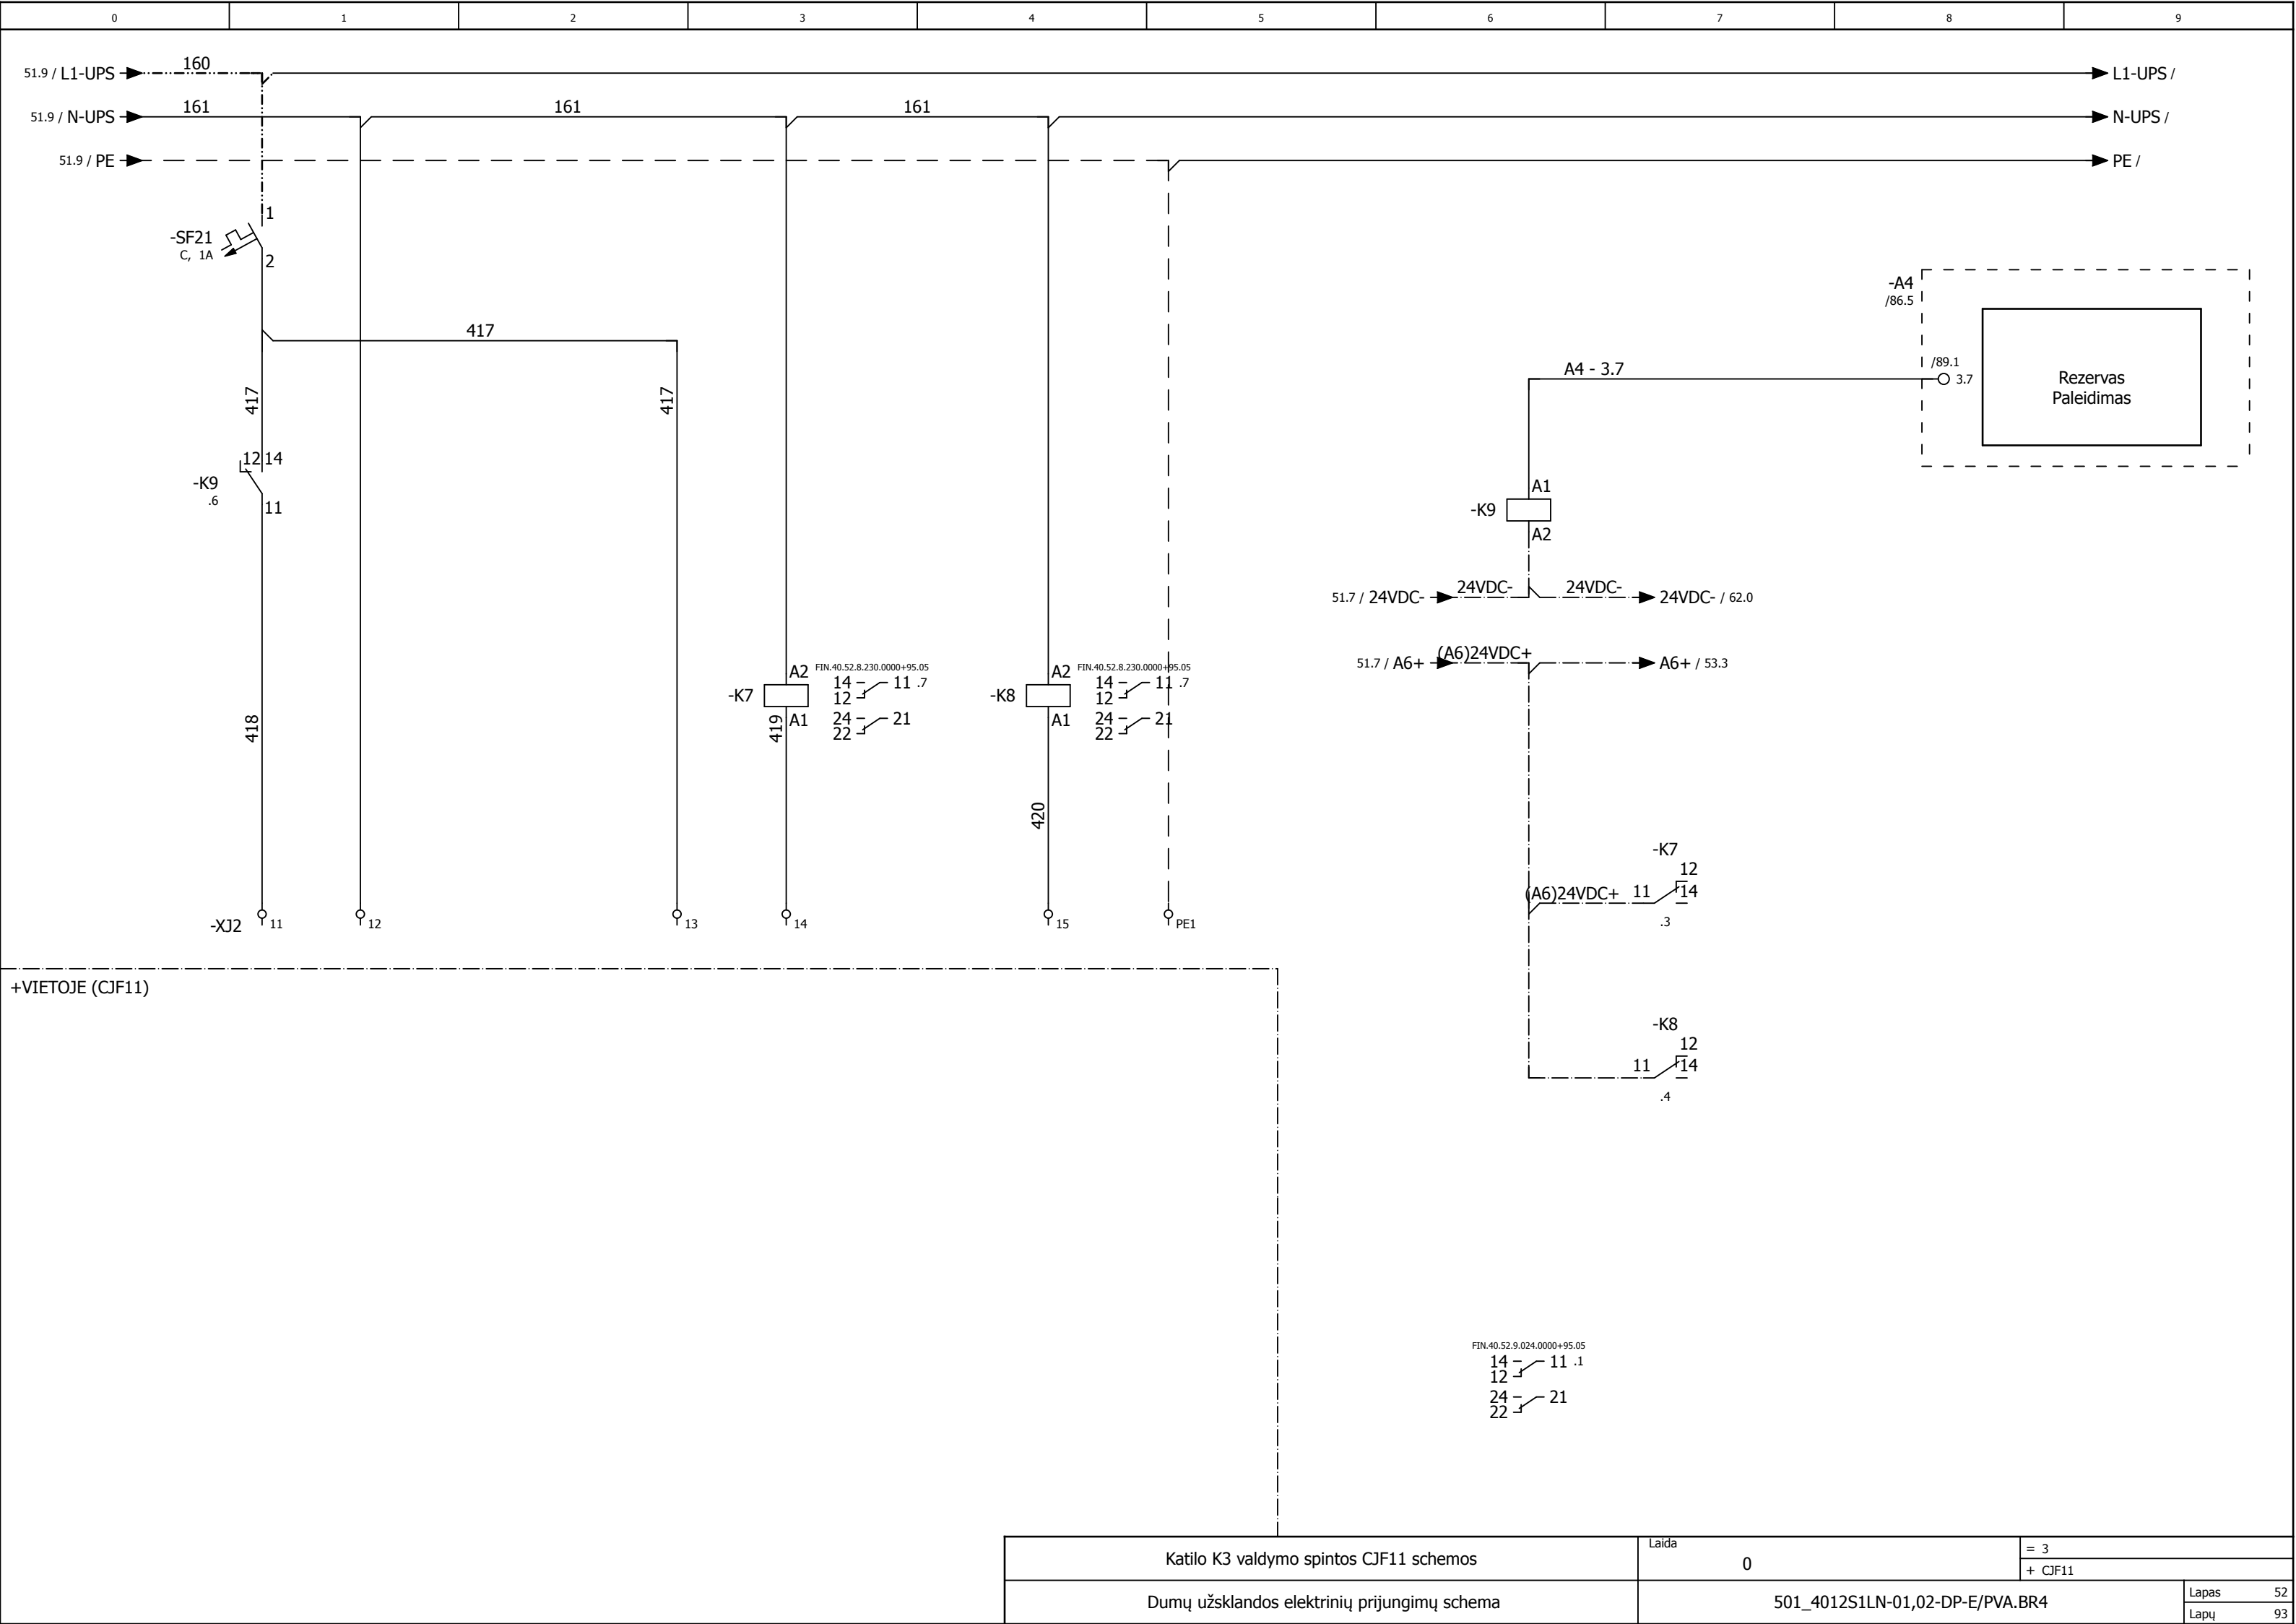 0 1 2 3 4 5 6 7 8 9
51.9 / L1-UPS 160 L1-UPS /
51.9 / N-UPS 161 161 161 N-UPS /
51.9 / PE PE /
1
-SF21
C, 1A
2
-A4
/86.5
417
A4 - 3.7
/89.1
3.7
Rezervas
Paleidimas
417
417
12 14
-K9
.6
11
A1
-K9
A2
51.7 / 24VDC- 24VDC- 24VDC- 24VDC- / 62.0
51.7 / A6+ (A6)24VDC+ A6+ / 53.3
418
-K7
A2
A1
419
FIN.40.52.8.230.0000+95.05
14 11 .7
12
24 21
22
-K8
A2
A1
FIN.40.52.8.230.0000+95.05
14 11 .7
12
24 21
22
420
-K7
12
(A6)24VDC+ 11 14
.3
-XJ2 11 12 13 14 15 PE1
+VIETOJE (CJF11)
-K8
12
11 14
.4
FIN.40.52.9.024.0000+95.05
14 11 .1
12
24 21
22
Katilo K3 valdymo spintos CJF11 schemos
Laida
0
= 3
+ CJF11
Dumų užsklandos elektrinių prijungimų schema
501_4012S1LN-01,02-DP-E/PVA.BR4
Lapas 52
Lapų 93